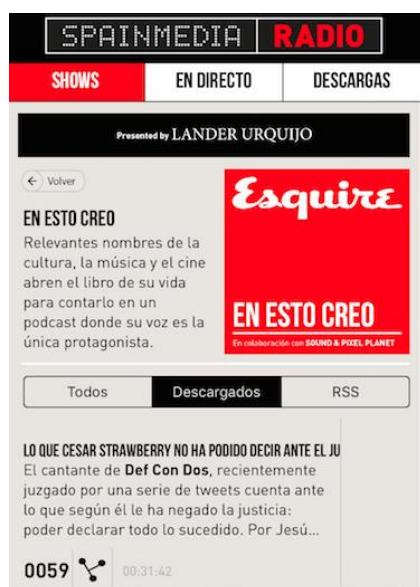 SPAINMEDIA RADIO
SHOWS EN DIRECTO DESCARGAS
Presented by LANDER URQUIJO
Volver
EN ESTO CREO
Relevantes nombres de la
cultura, la música y el cine
abren el libro de su vida
para contarlo en un
podcast donde su voz es la
única protagonista.
Esquire
EN ESTO CREO
En colaboración con SOUND & PIXEL PLANET
Todos Descargados RSS
LO QUE CESAR STRAWBERRY NO HA PODIDO DECIR ANTE EL JU
El cantante de Def Con Dos, recientemente
juzgado por una serie de tweets cuenta ante
lo que según él le ha negado la justicia:
poder declarar todo lo sucedido. Por Jesú...
0059 00:31:42